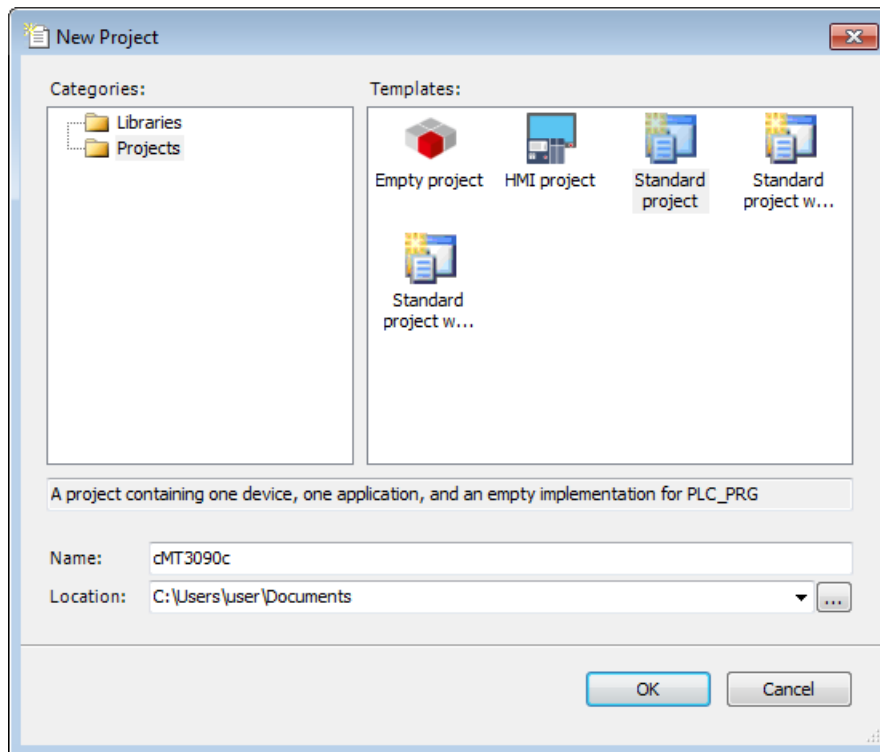 New Project
Categories:
Templates:
Libraries
Projects
Empty project
HMI project
Standard
project
Standard
project w...
Standard
project w...
A project containing one device, one application, and an empty implementation for PLC_PRG
Name:
cMT3090c
Location:
C:\Users\user\Documents
...
OK
Cancel